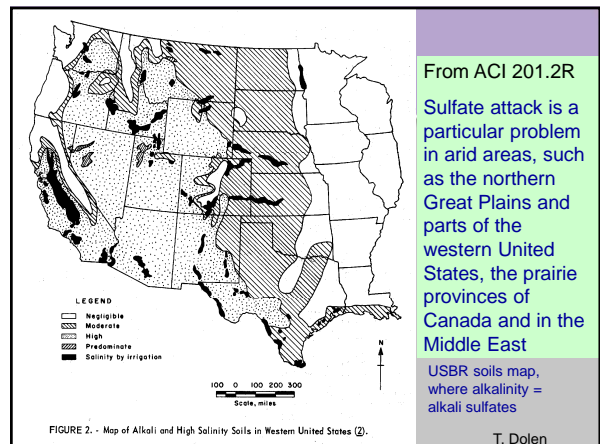 LEGEND
Negligible
Moderate
High
Predominate
Salinity by irrigation
N
100 0 100 200 300
Scale, miles
FIGURE 2. - Map of Alkali and High Salinity Soils in Western United States (2).
From ACI 201.2R
Sulfate attack is a
particular problem
in arid areas, such
as the northern
Great Plains and
parts of the
western United
States, the prairie
provinces of
Canada and in the
Middle East
USBR soils map,
where alkalinity =
alkali sulfates
T. Dolen